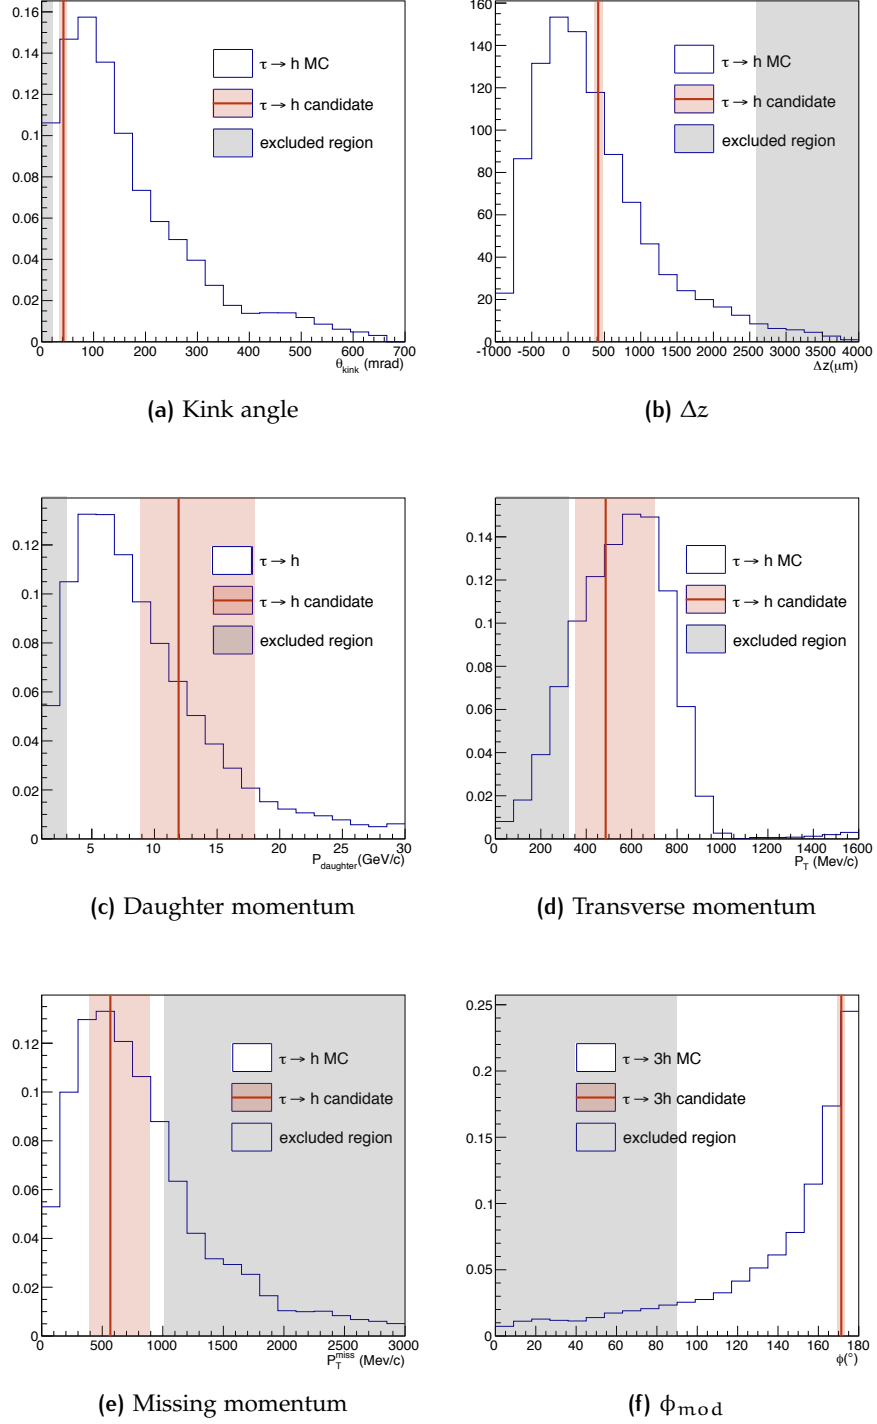 0.16
0.14
0.12
0.1
0.08
0.06
0.04
0.02
0
0 100 200 300 400 500 600 700
θkink (mrad)
τ → h MC
τ → h candidate
excluded region
(a) Kink angle
160
140
120
100
80
60
40
20
0
-1000 -500 0 500 1000 1500 2000 2500 3000 3500 4000
Δz(μm)
τ → h MC
τ → h candidate
excluded region
(b) Δz
0.12
0.1
0.08
0.06
0.04
0.02
0
5 10 15 20 25 30
Pdaughter(GeV/c)
τ → h
τ → h candidate
excluded region
(c) Daughter momentum
0.14
0.12
0.1
0.08
0.06
0.04
0.02
0
0 200 400 600 800 1000 1200 1400 1600
PT (Mev/c)
τ → h MC
τ → h candidate
excluded region
(d) Transverse momentum
0.12
0.1
0.08
0.06
0.04
0.02
0
0 500 1000 1500 2000 2500 3000
PTmiss (Mev/c)
τ → h MC
τ → h candidate
excluded region
(e) Missing momentum
0.25
0.2
0.15
0.1
0.05
0
0 20 40 60 80 100 120 140 160 180
ϕ(°)
τ → 3h MC
τ → 3h candidate
excluded region
(f) ϕmod